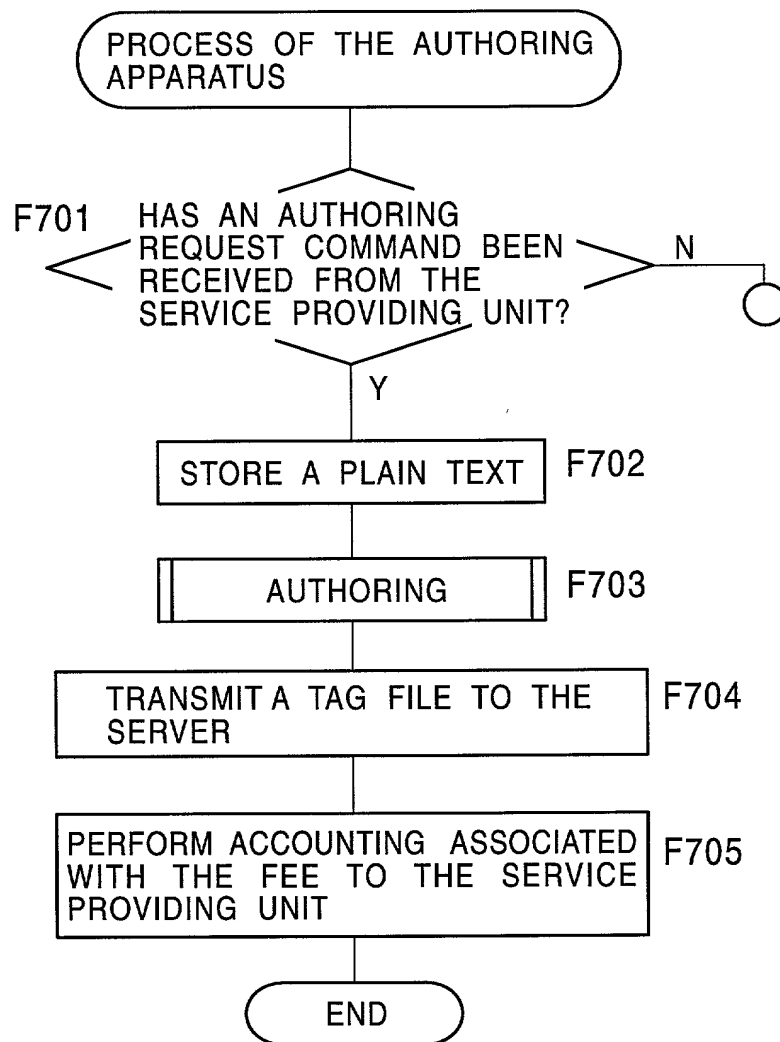 PROCESS OF THE AUTHORING
APPARATUS
F701
HAS AN AUTHORING
REQUEST COMMAND BEEN
RECEIVED FROM THE
SERVICE PROVIDING UNIT?
N
Y
STORE A PLAIN TEXT
F702
AUTHORING
F703
TRANSMIT A TAG FILE TO THE
SERVER
F704
PERFORM ACCOUNTING ASSOCIATED
WITH THE FEE TO THE SERVICE
PROVIDING UNIT
F705
END